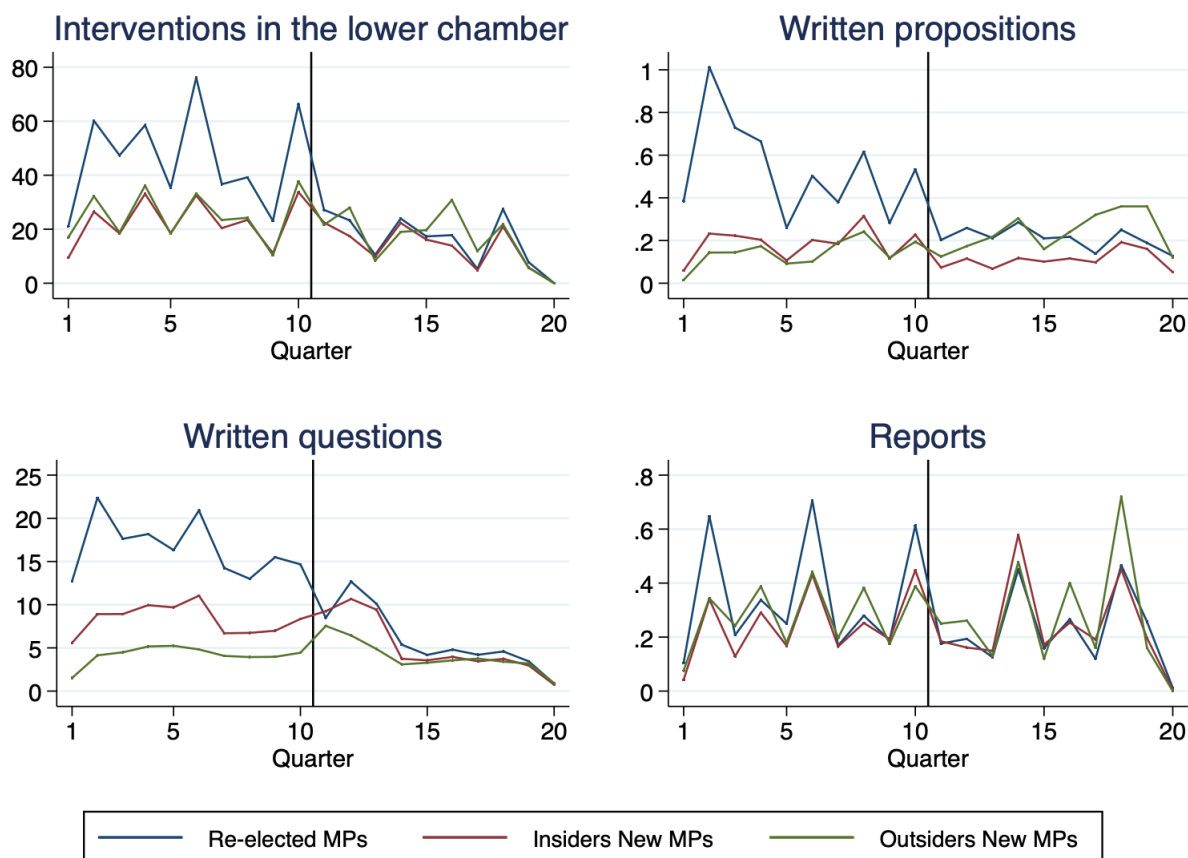 Interventions in the lower chamber
80
60
40
20
0
1 5 10 15 20
Quarter
Written propositions
1
.8
.6
.4
.2
0
1 5 10 15 20
Quarter
Written questions
25
20
15
10
5
0
1 5 10 15 20
Quarter
Reports
.8
.6
.4
.2
0
1 5 10 15 20
Quarter
Re-elected MPs Insiders New MPs Outsiders New MPs